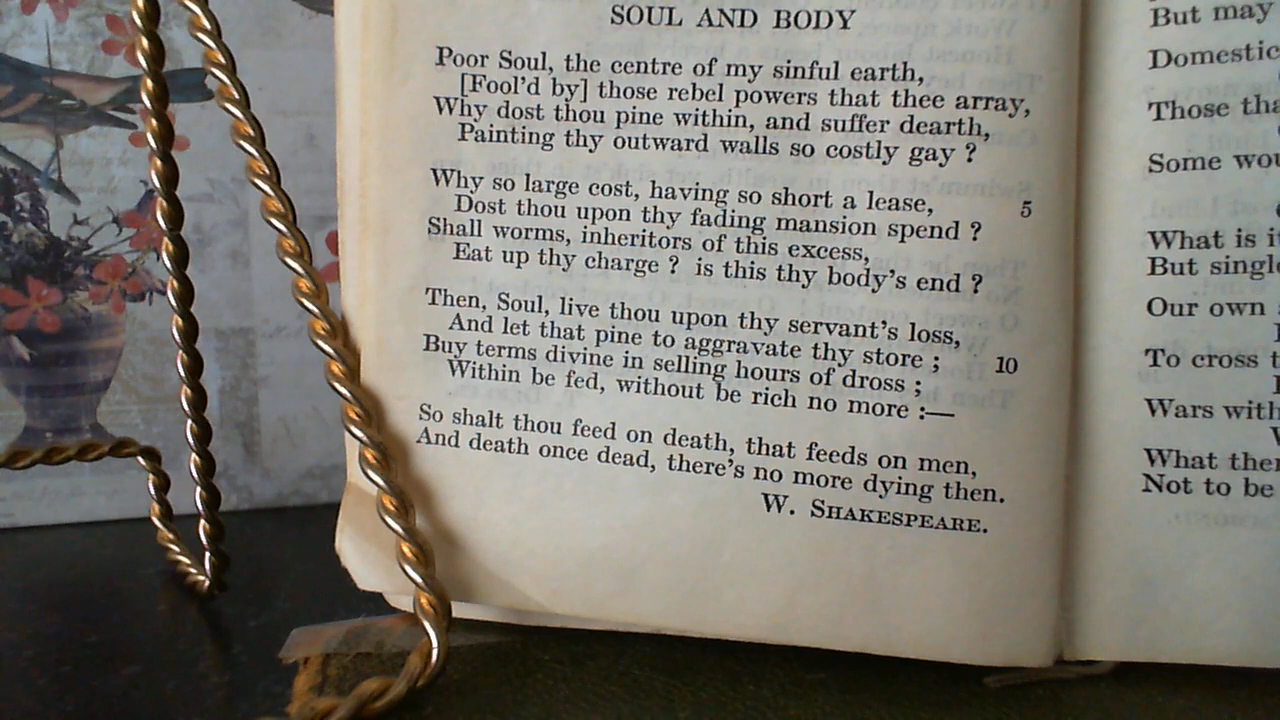 SOUL AND BODY
Poor Soul, the centre of my sinful earth,
[Fool'd by] those rebel powers that thee array,
Why dost thou pine within, and suffer dearth,
Painting thy outward walls so costly gay ?
Why so large cost, having so short a lease,
5
Dost thou upon thy fading mansion spend ?
Shall worms, inheritors of this excess,
Eat up thy charge ? is this thy body's end ?
Then, Soul, live thou upon thy servant's loss,
And let that pine to aggravate thy store ;
10
Buy terms divine in selling hours of dross ;
Within be fed, without be rich no more :—
So shalt thou feed on death, that feeds on men,
And death once dead, there's no more dying then.
W. SHAKESPEARE.
But may
Domestic
Those
Some
What is
But
Our own
To cross
Wars
What
Not to be